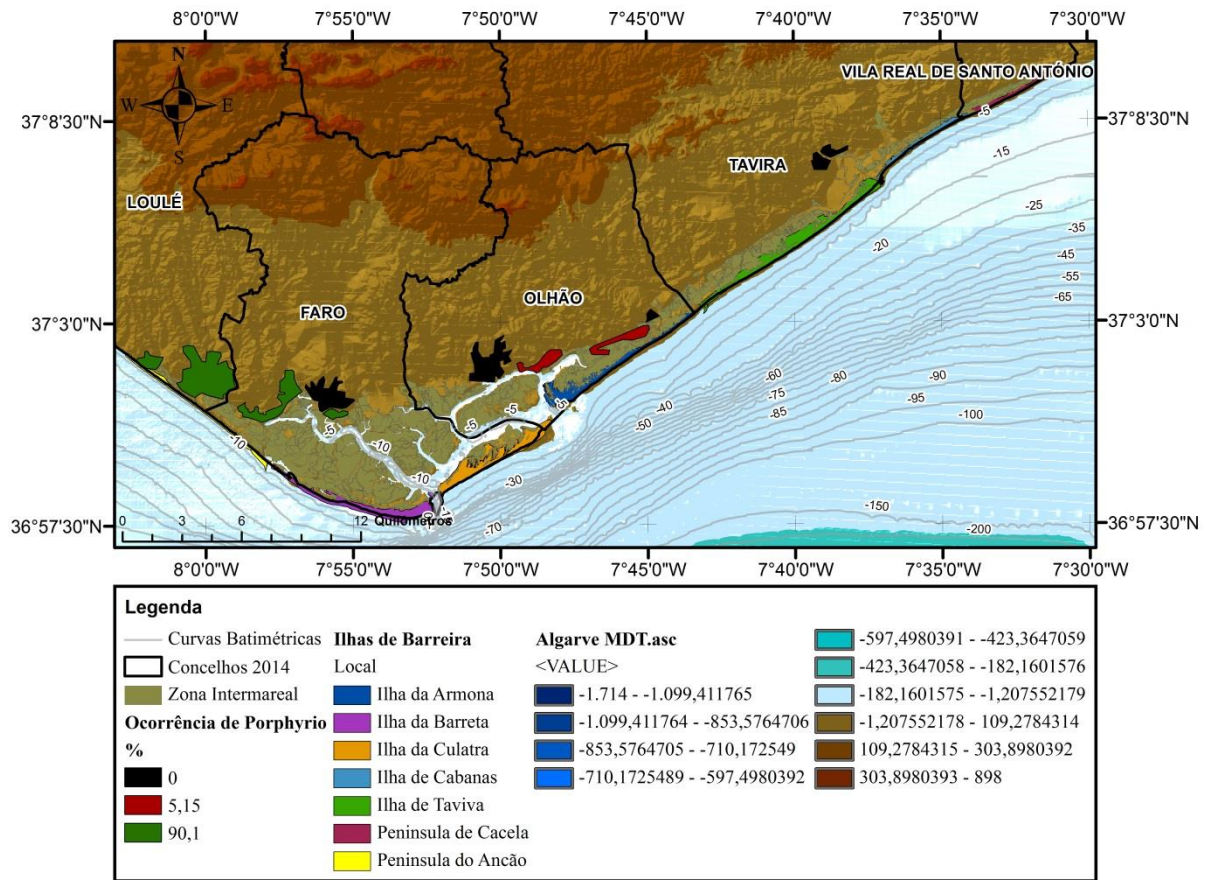 8°0'0"W 7°55'0"W 7°50'0"W 7°45'0"W 7°40'0"W 7°35'0"W 7°30'0"W
N
W E
S
VILA REAL DE SANTO ANTÓNIO
37°8'30"N -5 37°8'30"N
-15
TAVIRA
LOULÉ
-25
-35
-20 -45
-55
-65
OLHÃO
FARO
37°3'0"N 37°3'0"N
-60
-75 -80 -90
-40 -95
-5 -5 -85 -100
-5 -5 -50
-10 -10
-10 -30
-150
36°57'30"N 0 3 6 12 Quilómetros -70 -200 36°57'30"N
8°0'0"W 7°55'0"W 7°50'0"W 7°45'0"W 7°40'0"W 7°35'0"W 7°30'0"W
Legenda
Curvas Batimétricas
Concelhos 2014
Zona Intermareal
Ocorrência de Porphyrio
%
0
5,15
90,1
Ilhas de Barreira
Local
Ilha da Armona
Ilha da Barreta
Ilha da Culatra
Ilha de Cabanas
Ilha de Taviva
Peninsula de Cacela
Peninsula do Ancão
Algarve MDT.asc
<VALUE>
-1.714 - -1.099,411765
-1.099,411764 - -853,5764706
-853,5764705 - -710,172549
-710,1725489 - -597,4980392
-597,4980391 - -423,3647059
-423,3647058 - -182,1601576
-182,1601575 - -1,207552179
-1,207552178 - 109,2784314
109,2784315 - 303,8980392
303,8980393 - 898